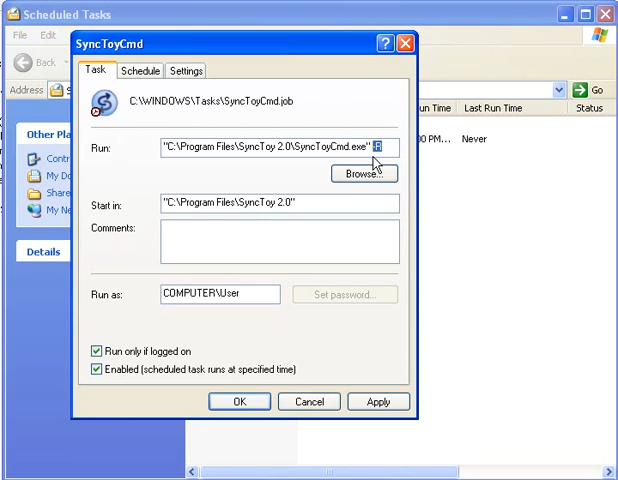 Scheduled Tasks
File Edit
Back
Address
Go
SyncToyCmd
Task Schedule Settings
C:\WINDOWS\Tasks\SyncToyCmd.job
Run: "C:\Program Files\SyncToy 2.0\SyncToyCmd.exe" -R
Browse...
Start in: "C:\Program Files\SyncToy 2.0"
Comments:
Run as: COMPUTER\User Set password...
Run only if logged on
Enabled (scheduled task runs at specified time)
OK Cancel Apply
Other Pla
Contr
My Do
Share
My Ne
Details
un Time Last Run Time Status
00 PM... Never